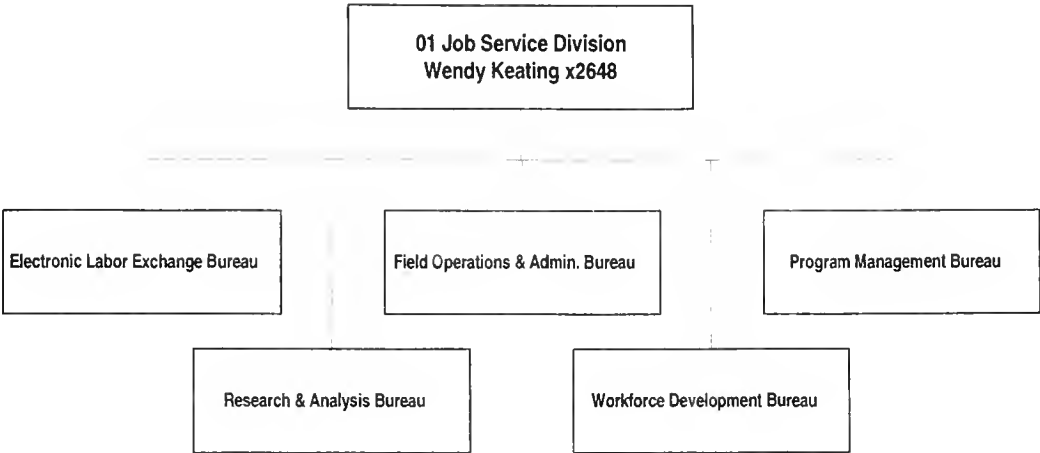 01 Job Service Division
Wendy Keating x2648
Electronic Labor Exchange Bureau
Field Operations & Admin. Bureau
Program Management Bureau
Research & Analysis Bureau
Workforce Development Bureau